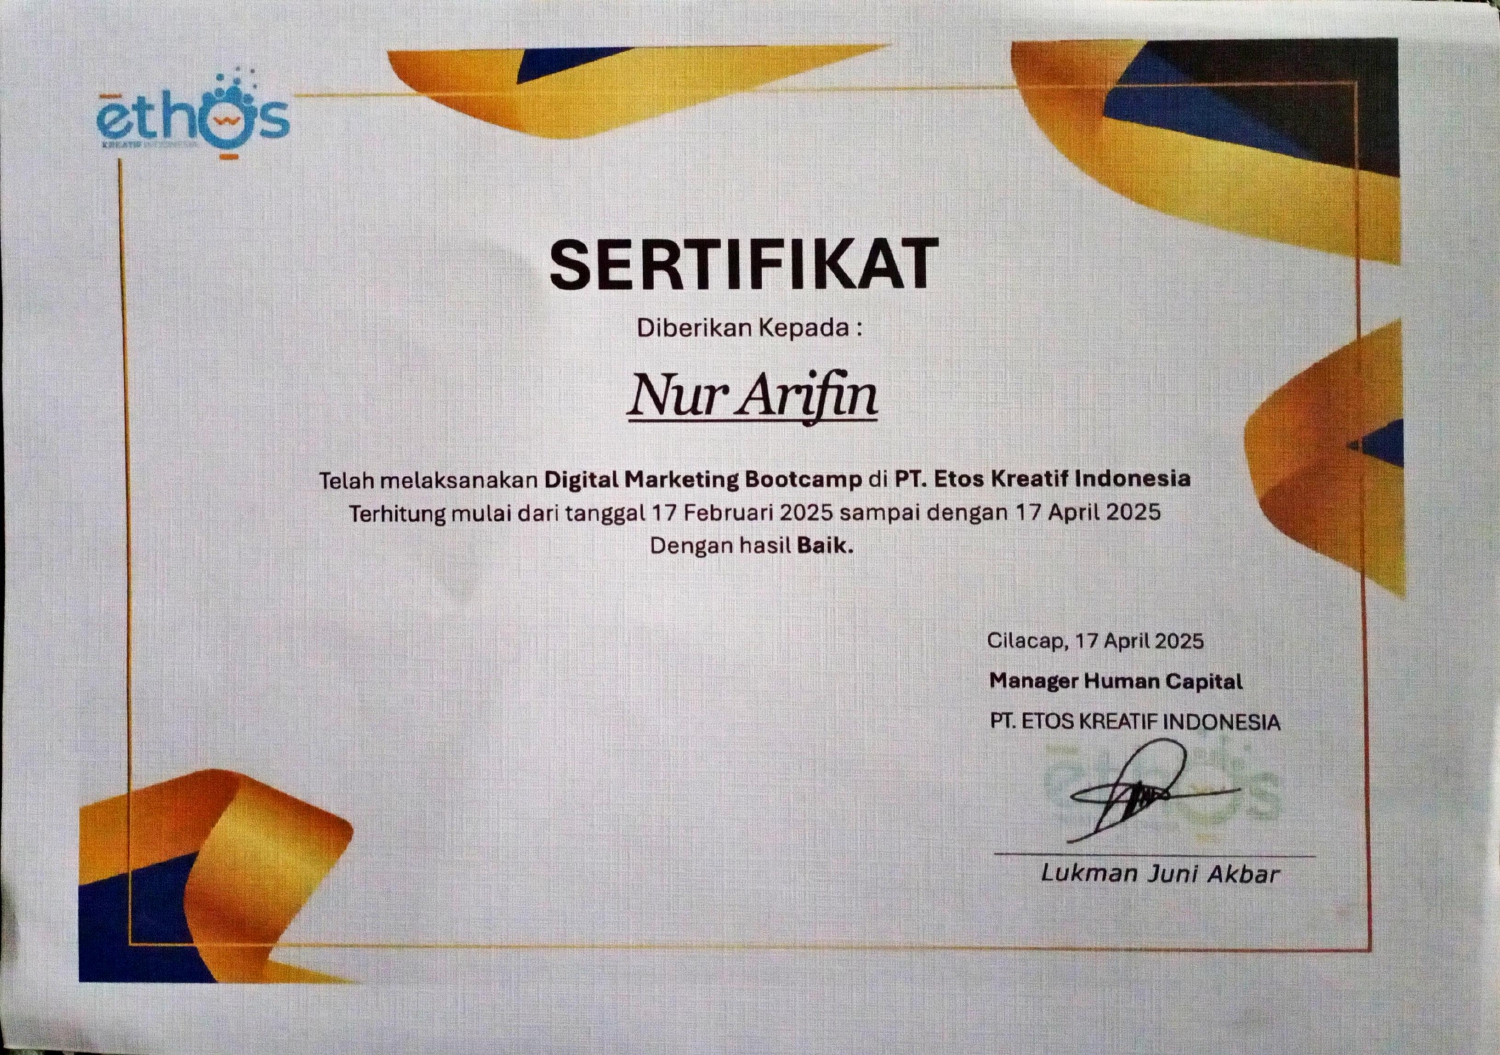 ēthos
KREATIF INDONESIA
SERTIFIKAT
Diberikan Kepada :
Nur Arifin
Telah melaksanakan Digital Marketing Bootcamp di PT. Etos Kreatif Indonesia
Terhitung mulai dari tanggal 17 Februari 2025 sampai dengan 17 April 2025
Dengan hasil Baik.
Cilacap, 17 April 2025
Manager Human Capital
PT. ETOS KREATIF INDONESIA
ēthos
Lukman Juni Akbar